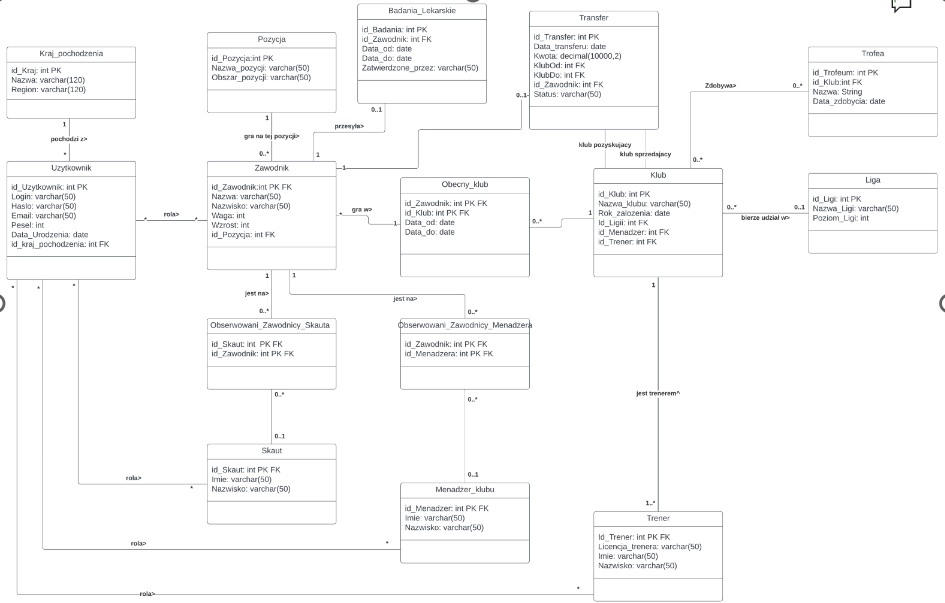 Badania_Lekarskie
id_Badania: int PK
id_Zawodnik: int FK
Data_od: date
Data_do: date
Zatwierdzone_przez: varchar(50)
Transfer
id_Transfer: int PK
Data_transferu: date
Kwota: decimal(10000,2)
KlubOd: int FK
KlubDo: int FK
id_Zawodnik: int FK
Status: varchar(50)
Pozycja
id_Pozycja:int PK
Nazwa_pozycji: varchar(50)
Obszar_pozycji: varchar(50)
Kraj_pochodzenia
id_Kraj: int PK
Nazwa: varchar(120)
Region: varchar(120)
Trofea
id_Trofeum: int PK
id_Klub:int FK
Nazwa: String
Data_zdobycia: date
Zdobywa>
0..*
0..*
0..1
0..1
przesyła>
1
1
1
pochodzi z>
*
1
gra na tej pozycji>
0..*
klub pozyskujacy
klub sprzedajacy
Uzytkownik
id_Uzytkownik: int PK
Login: varchar(50)
Haslo: varchar(50)
Email: varchar(50)
Pesel: int
Data_Urodzenia: date
id_kraj_pochodzenia: int FK
* rola> *
Zawodnik
id_Zawodnik:int PK FK
Nazwa: varchar(50)
Nazwisko: varchar(50)
Waga: int
Wzrost: int
id_Pozycja: int FK
* gra w> 1
Obecny_klub
id_Zawodnik: int PK FK
id_Klub: int PK FK
Data_od: date
Data_do: date
0..* 1
Klub
id_Klub: int PK
Nazwa_klubu: varchar(50)
Rok_zalozenia: date
Id_Ligii: int FK
id_Menadzer: int FK
id_Trener: int FK
0..* bierze udział w> 0..1
Liga
id_Ligi: int PK
Nazwa_Ligi: varchar(50)
Poziom_Ligi: int
* * *
1
jest na>
0..*
1
jest na>
0..*
1
Obserwowani_Zawodnicy_Skauta
id_Skaut: int PK FK
id_Zawodnik: int PK FK
Obserwowani_Zawodnicy_Menadzera
id_Zawodnik: int PK FK
id_Menadzera: int PK FK
0..*
0..1
0..*
0..1
jest trenerem^
1..*
Skaut
id_Skaut: int PK FK
Imie: varchar(50)
Nazwisko: varchar(50)
rola> *
Menadzer_klubu
id_Menadzer: int PK FK
Imie: varchar(50)
Nazwisko: varchar(50)
rola> *
Trener
Id_Trener: int PK FK
Licencja_trenera: varchar(50)
Imie: varchar(50)
Nazwisko: varchar(50)
rola> *